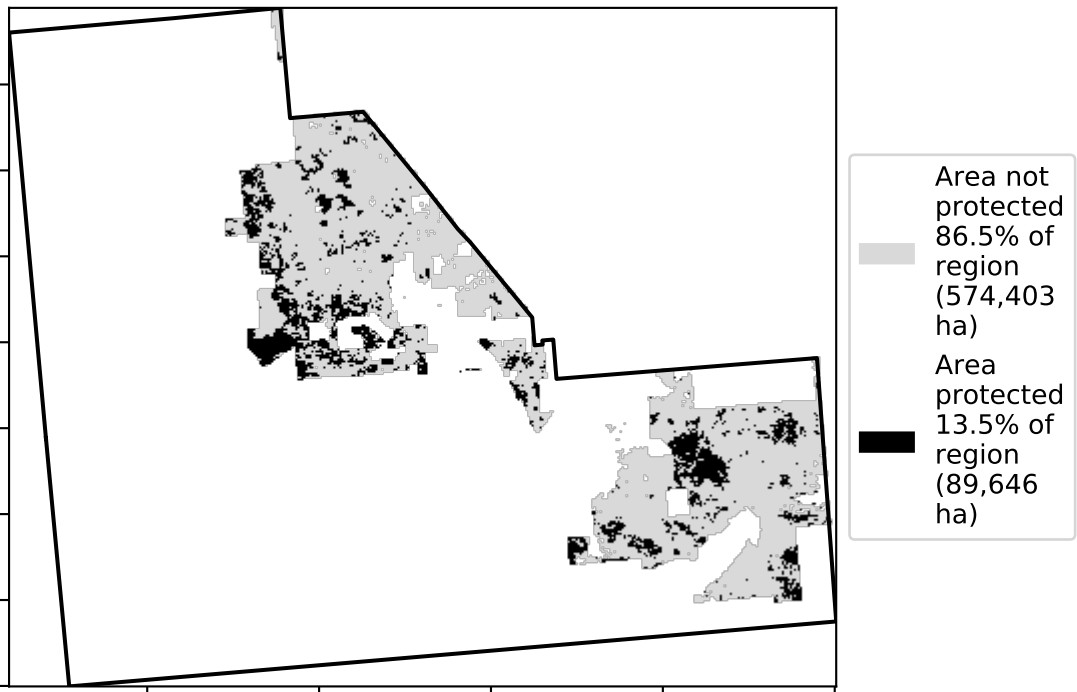 Area not
protected
86.5% of
region
(574,403
ha)
Area
protected
13.5% of
region
(89,646
ha)